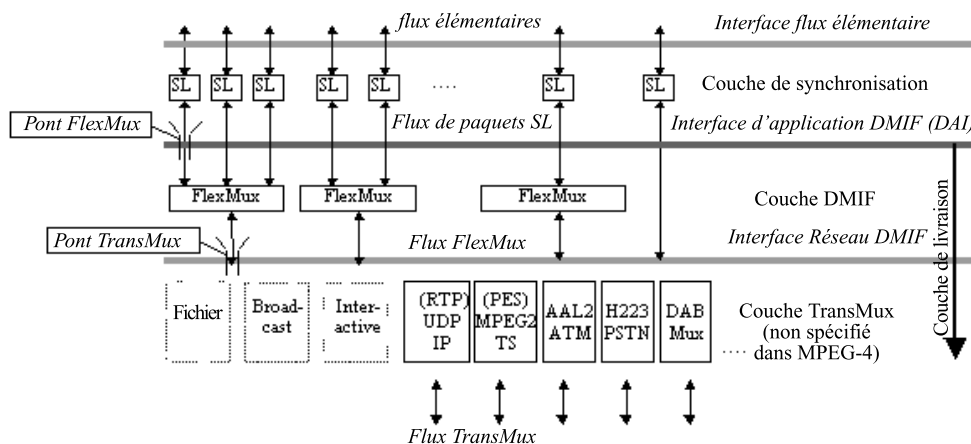 flux élémentaires
Interface flux élémentaire
SL SL SL SL SL .... SL SL
Couche de synchronisation
Pont FlexMux
Flux de paquets SL
Interface d'application DMIF (DAI)
FlexMux FlexMux FlexMux
Couche DMIF
Pont TransMux
Flux FlexMux
Interface Réseau DMIF
Couche de livraison
Fichier
Broad-
cast
Inter-
active
(RTP)
UDP
IP
(PES)
MPEG2
TS
AAL2
ATM
H223
PSTN
DAB
Mux
....
Couche TransMux
(non spécifié
dans MPEG-4)
Flux TransMux